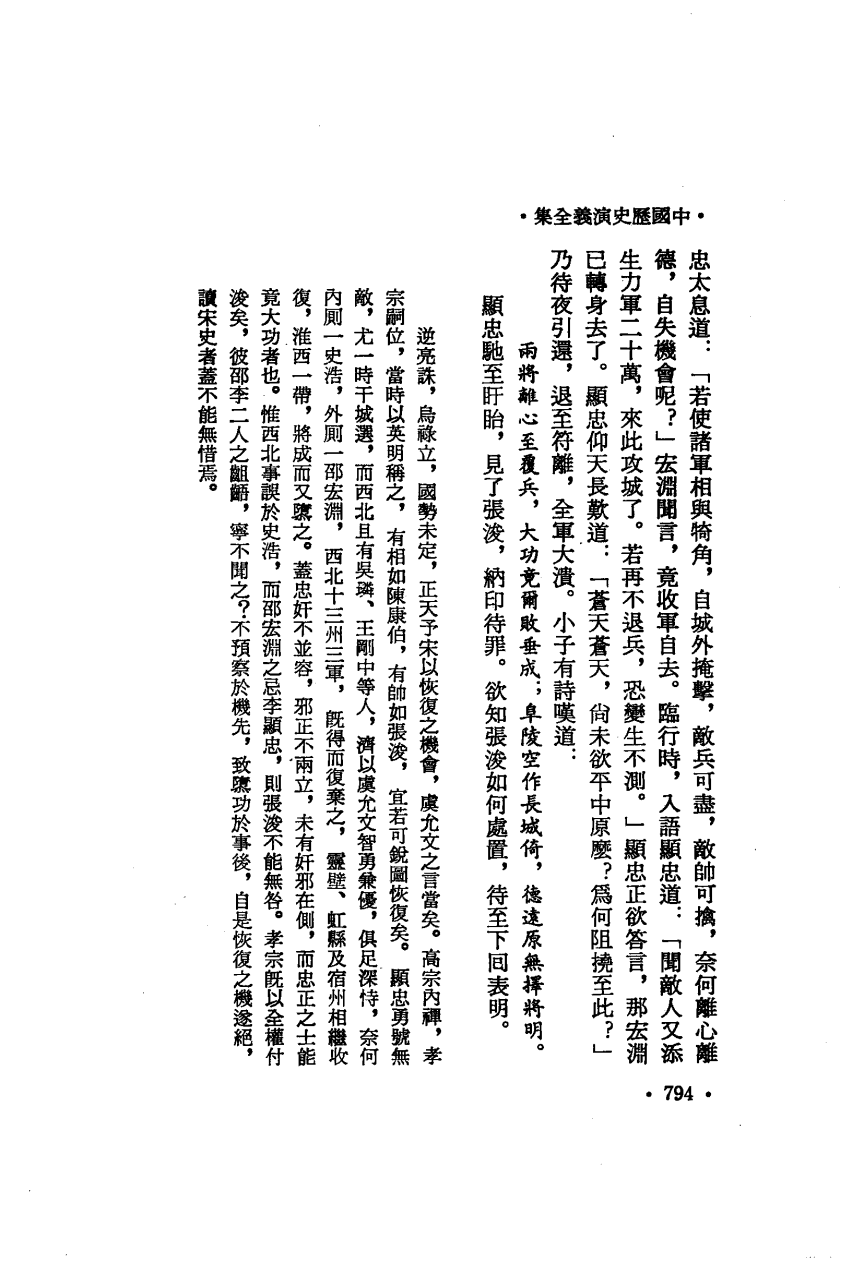 ·中國歷史演義全集·
忠太息道：「若使諸軍相與犄角，自城外掩擊，敵兵可盡，敵帥可擒，奈何離心離
德，自失機會呢？」宏淵聞言，竟收軍自去。臨行時，入語顯忠道：「聞敵人又添
生力軍二十萬，來此攻城了。若再不退兵，恐變生不測。」顯忠正欲答言，那宏淵
已轉身去了。顯忠仰天長歎道：「蒼天蒼天，尙未欲平中原麼？爲何阻撓至此？」
乃待夜引還，退至符離，全軍大潰。小子有詩嘆道：
兩將離心至覆兵，大功竟爾敗垂成；阜陵空作長城倚，德遠原無擇將明。
顯忠馳至盱眙，見了張浚，納印待罪。欲知張浚如何處置，待至下回表明。
逆亮誅，烏祿立，國勢未定，正天予宋以恢復之機會，虞允文之言當矣。高宗內禪，孝
宗嗣位，當時以英明稱之，有相如陳康伯，有帥如張浚，宜若可銳圖恢復矣。顯忠勇號無
敵，尤一時干城選，而西北且有吳璘、王剛中等人，濟以虞允文智勇兼優，俱足深恃，奈何
內厠一史浩，外厠一邵宏淵，西北十三州三軍，旣得而復棄之，靈壁、虹縣及宿州相繼收
復，淮西一帶，將成而又隳之。蓋忠奸不並容，邪正不兩立，未有奸邪在側，而忠正之士能
竟大功者也。惟西北事誤於史浩，而邵宏淵之忌李顯忠，則張浚不能無咎。孝宗旣以全權付
浚矣，彼邵李二人之齟齬，寧不聞之？不預察於機先，致隳功於事後，自是恢復之機遂絕，
讀宋史者蓋不能無惜焉。
·794·